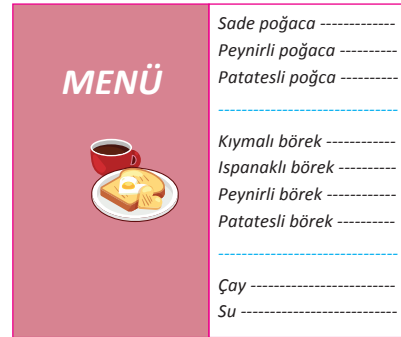 MENÜ
Sade poğaca -------------
Peynirli poğaca ----------
Patatesli poğca ----------
-------------------------------
Kıymalı börek ------------
Ispanaklı börek ----------
Peynirli börek ------------
Patatesli börek ----------
-------------------------------
Çay -------------------------
Su ---------------------------